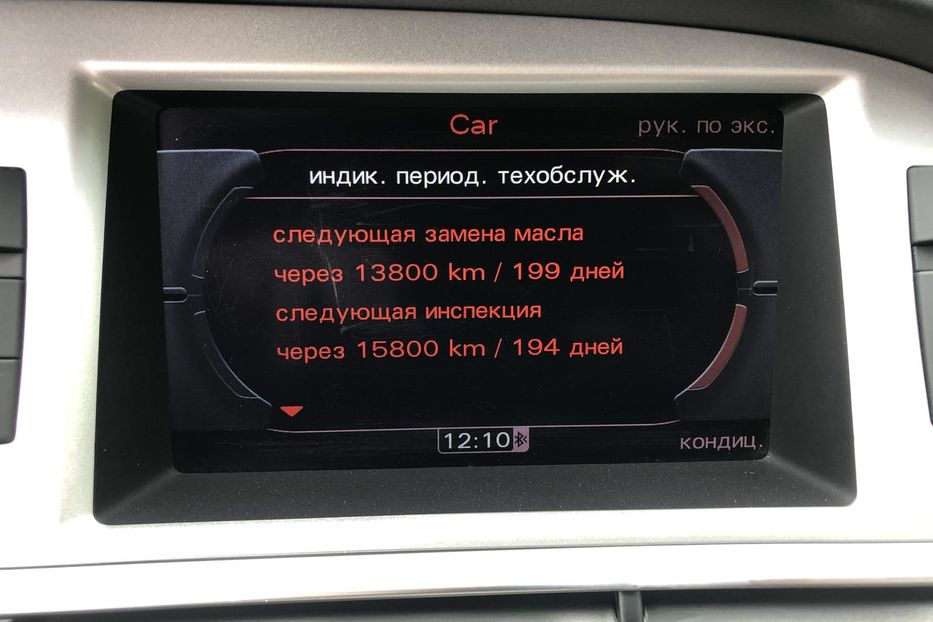 Car
рук. по экс.
индик. период. техобслуж.
следующая замена масла
через 13800 km / 199 дней
следующая инспекция
через 15800 km / 194 дней
12:10
кондиц.